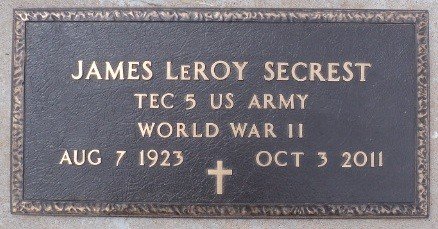 JAMES LEROY SECREST
TEC 5 US ARMY
WORLD WAR II
AUG 7 1923 OCT 3 2011